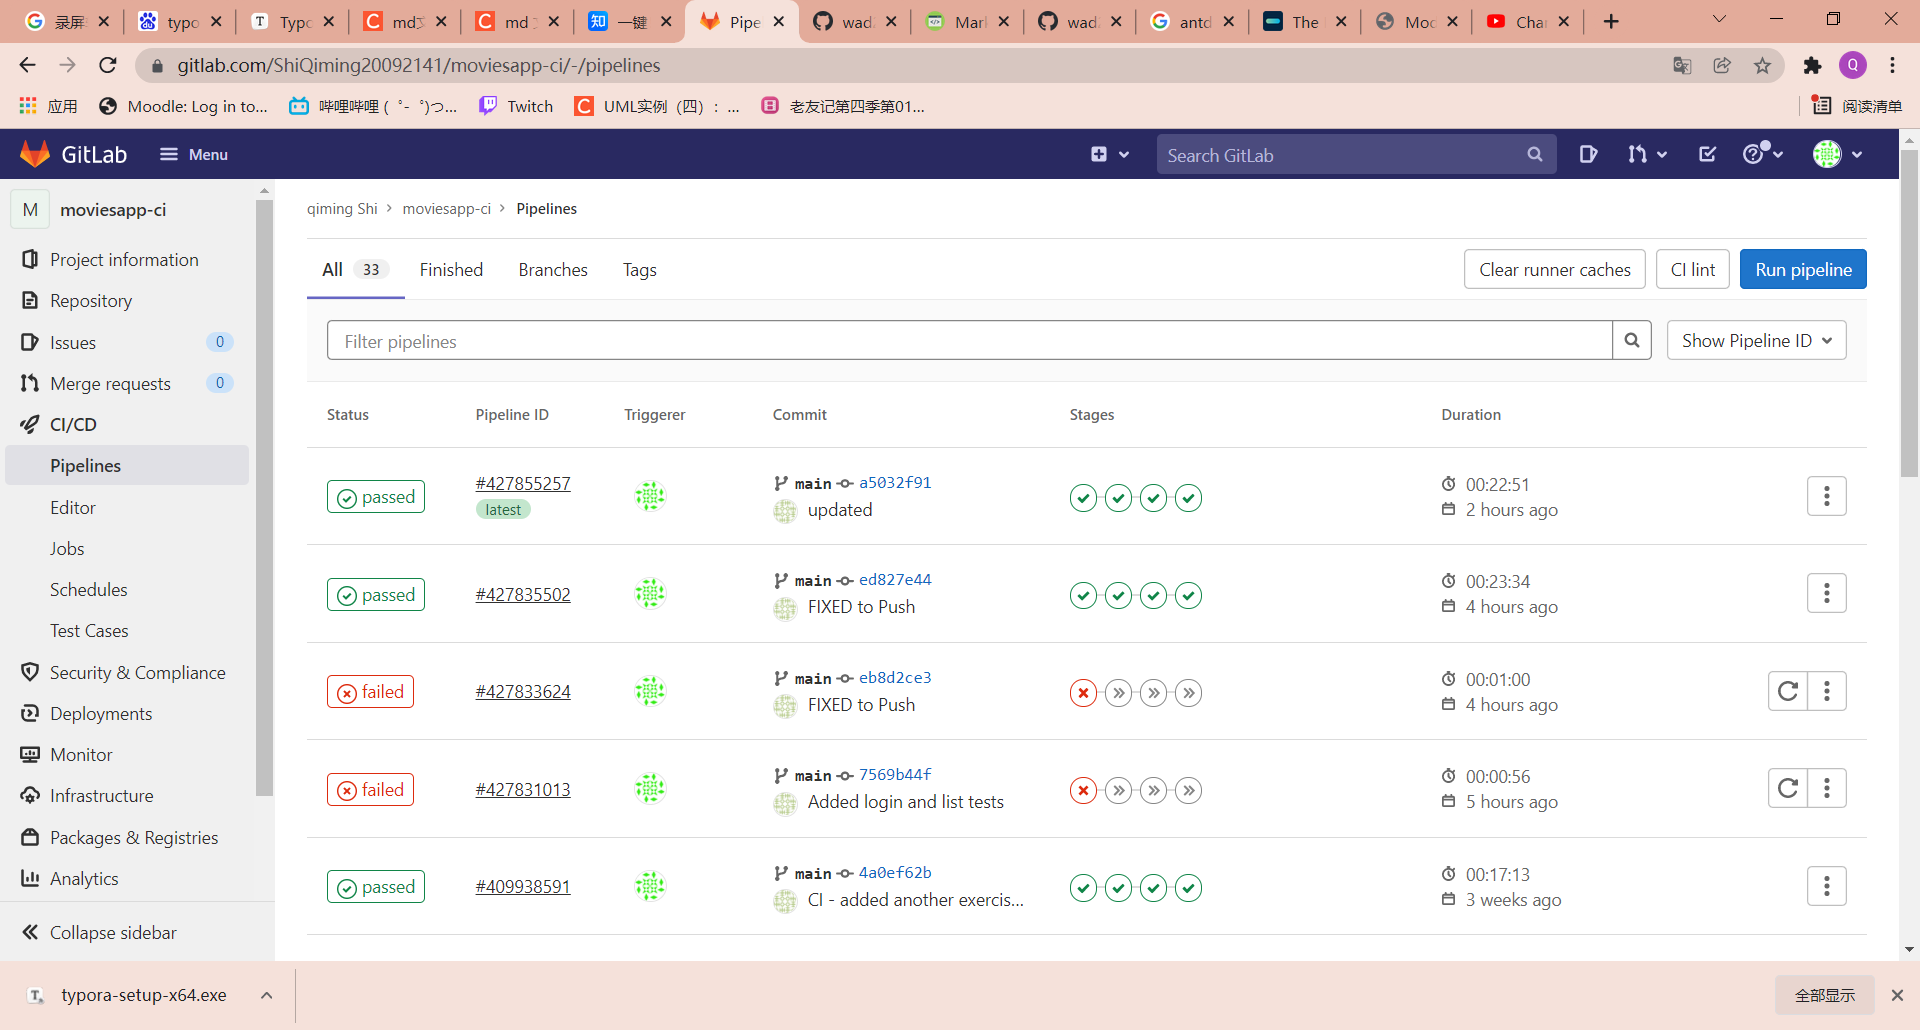 录屏
typo
Typo
md文
md 文
一键
Pipe
wad2
Mark
wad2
antd
The
Moo
Chan
gitlab.com/ShiQiming20092141/moviesapp-ci/-/pipelines
Q
应用
Moodle: Log in to...
哔哩哔哩 ( ゜- ゜)つ...
Twitch
UML实例（四）：...
老友记第四季第01...
阅读清单
GitLab
Menu
Search GitLab
M moviesapp-ci
Project information
Repository
Issues 0
Merge requests 0
CI/CD
Pipelines
Editor
Jobs
Schedules
Test Cases
Security & Compliance
Deployments
Monitor
Infrastructure
Packages & Registries
Analytics
Collapse sidebar
qiming Shi › moviesapp-ci › Pipelines
All 33 Finished Branches Tags
Clear runner caches CI lint Run pipeline
Filter pipelines
Show Pipeline ID
Status Pipeline ID Triggerer Commit Stages Duration
passed #427855257 main a5032f91 00:22:51
latest updated 2 hours ago
passed #427835502 main ed827e44 00:23:34
FIXED to Push 4 hours ago
failed #427833624 main eb8d2ce3 00:01:00
FIXED to Push 4 hours ago
failed #427831013 main 7569b44f 00:00:56
Added login and list tests 5 hours ago
passed #409938591 main 4a0ef62b 00:17:13
CI - added another exercis... 3 weeks ago
typora-setup-x64.exe
全部显示